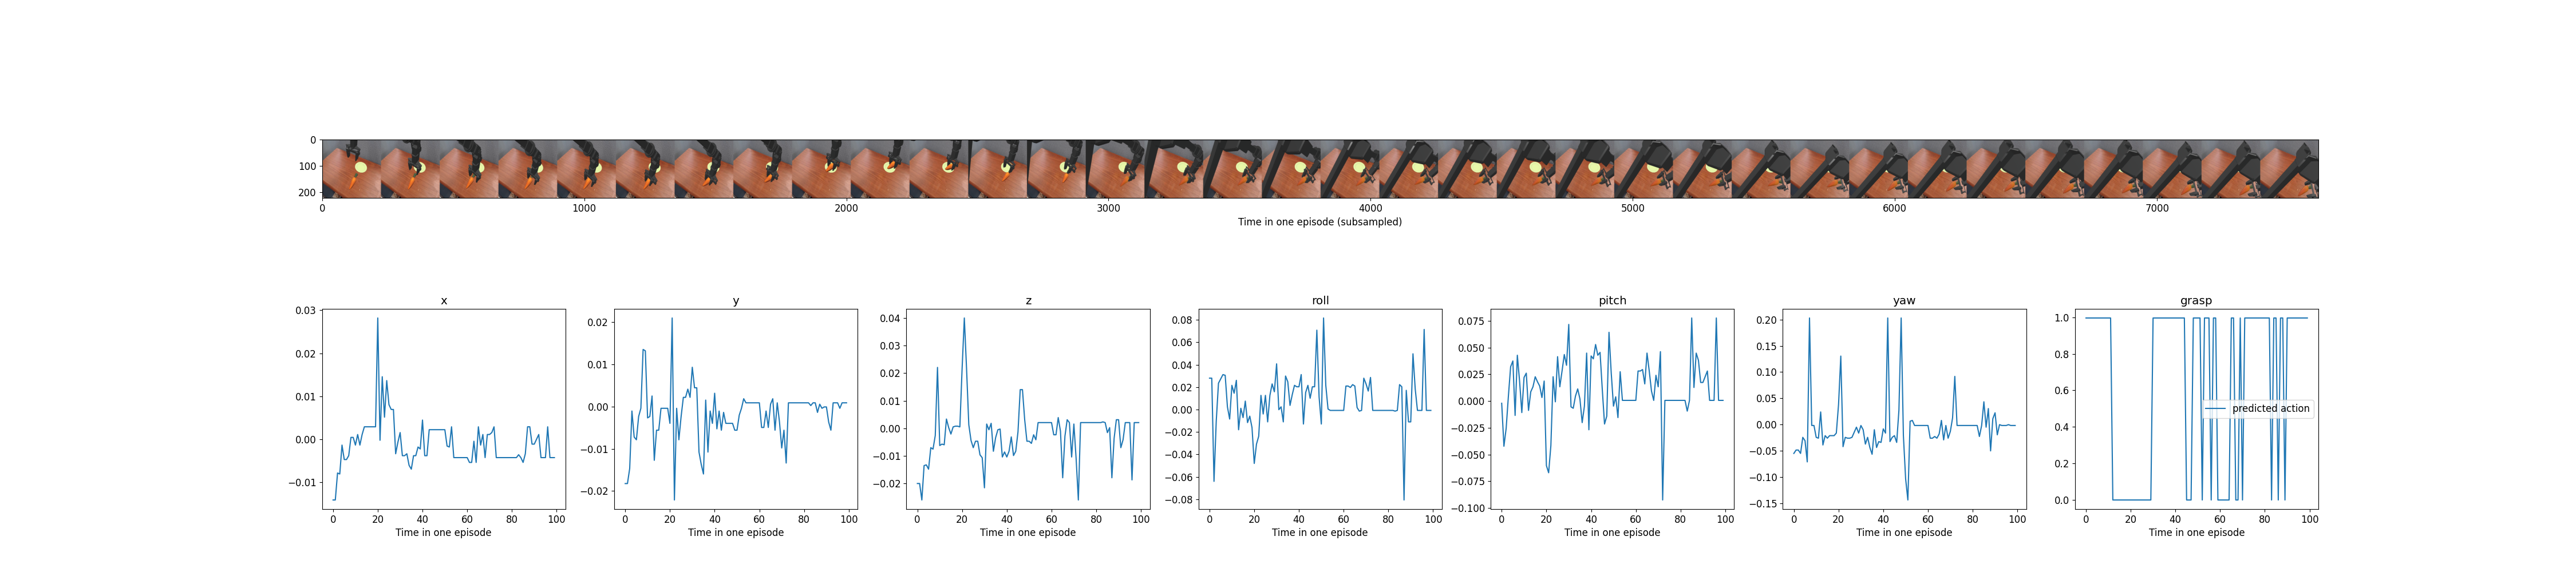 0
100
200
0 1000 2000 3000 4000 5000 6000 7000
Time in one episode (subsampled)
x
0.03
0.02
0.01
0.00
−0.01
0 20 40 60 80 100
Time in one episode
y
0.02
0.01
0.00
−0.01
−0.02
0 20 40 60 80 100
Time in one episode
z
0.04
0.03
0.02
0.01
0.00
−0.01
−0.02
0 20 40 60 80 100
Time in one episode
roll
0.08
0.06
0.04
0.02
0.00
−0.02
−0.04
−0.06
−0.08
0 20 40 60 80 100
Time in one episode
pitch
0.075
0.050
0.025
0.000
−0.025
−0.050
−0.075
−0.100
0 20 40 60 80 100
Time in one episode
yaw
0.20
0.15
0.10
0.05
0.00
−0.05
−0.10
−0.15
0 20 40 60 80 100
Time in one episode
grasp
1.0
0.8
0.6
0.4
0.2
0.0
predicted action
0 20 40 60 80 100
Time in one episode